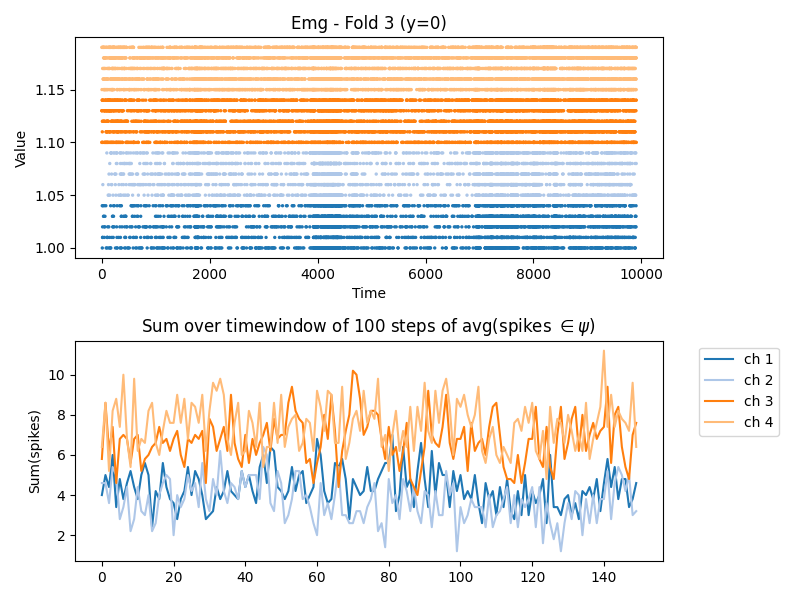 Emg - Fold 3 (y=0)
Value
1.15
1.10
1.05
1.00
0 2000 4000 6000 8000 10000
Time
Sum over timewindow of 100 steps of avg(spikes ∈ ψ)
Sum(spikes)
10
8
6
4
2
0 20 40 60 80 100 120 140
ch 1
ch 2
ch 3
ch 4